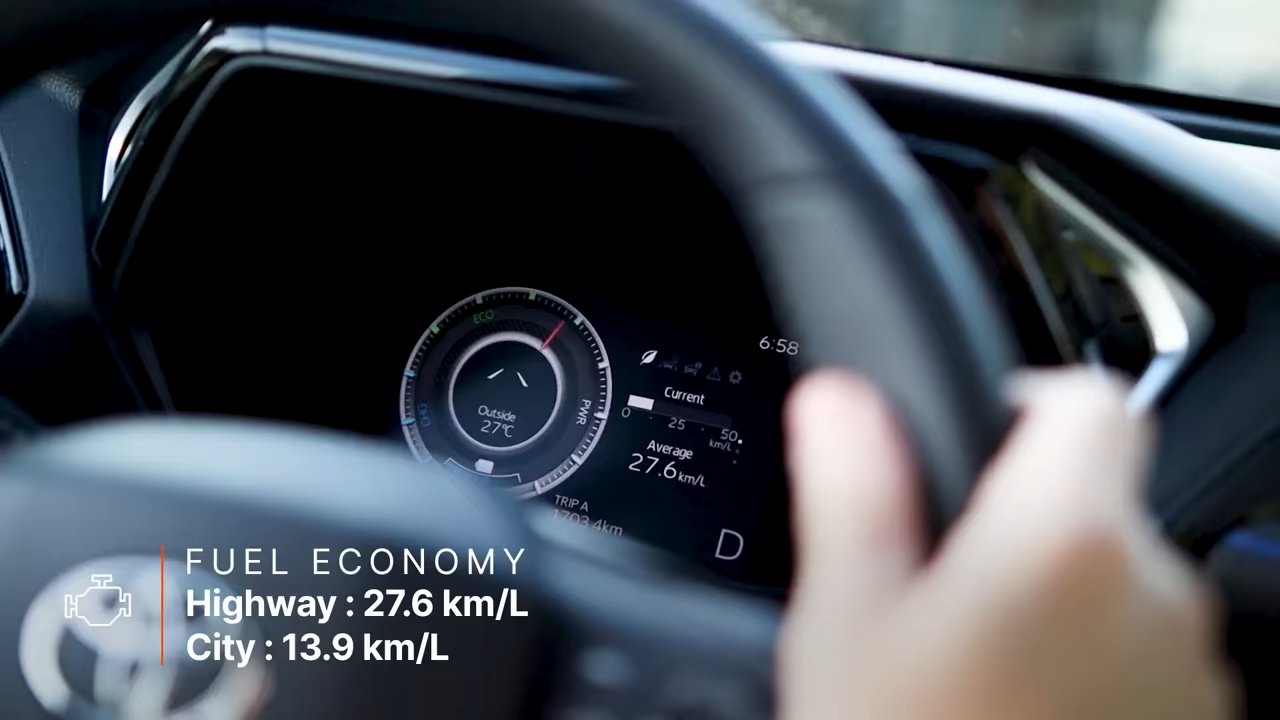 ECO
6:58
Current
Outside
27℃
CHG
PWR
0 25 50
km/L
Average
27.6 km/L
TRIP A
1703.4km
D
FUEL ECONOMY
Highway : 27.6 km/L
City : 13.9 km/L